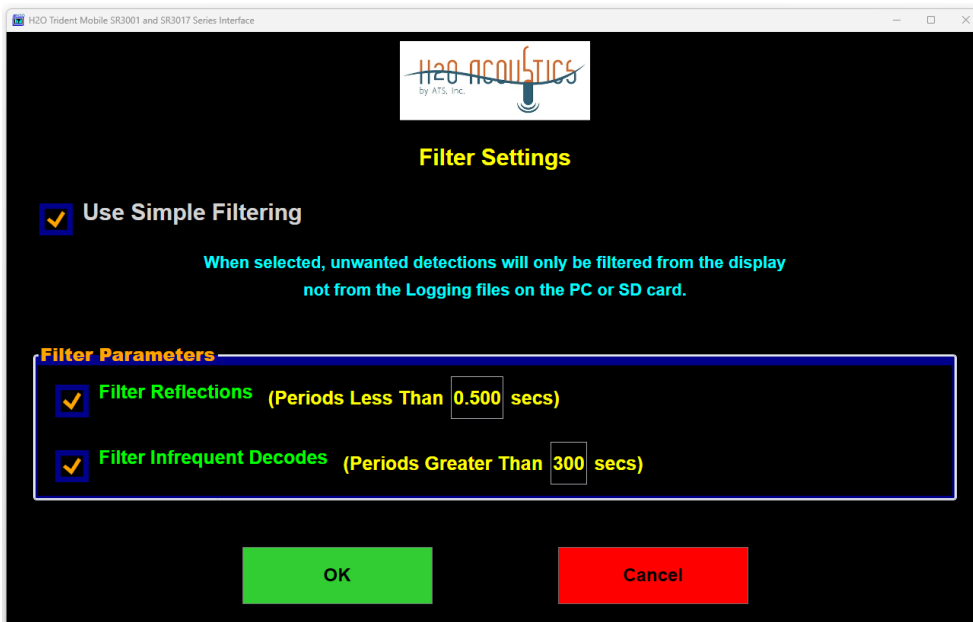 H2O Trident Mobile SR3001 and SR3017 Series Interface
H2O ACOUSTICS
by ATS, Inc.
Filter Settings
Use Simple Filtering
When selected, unwanted detections will only be filtered from the display
not from the Logging files on the PC or SD card.
Filter Parameters
Filter Reflections (Periods Less Than 0.500 secs)
Filter Infrequent Decodes (Periods Greater Than 300 secs)
OK Cancel